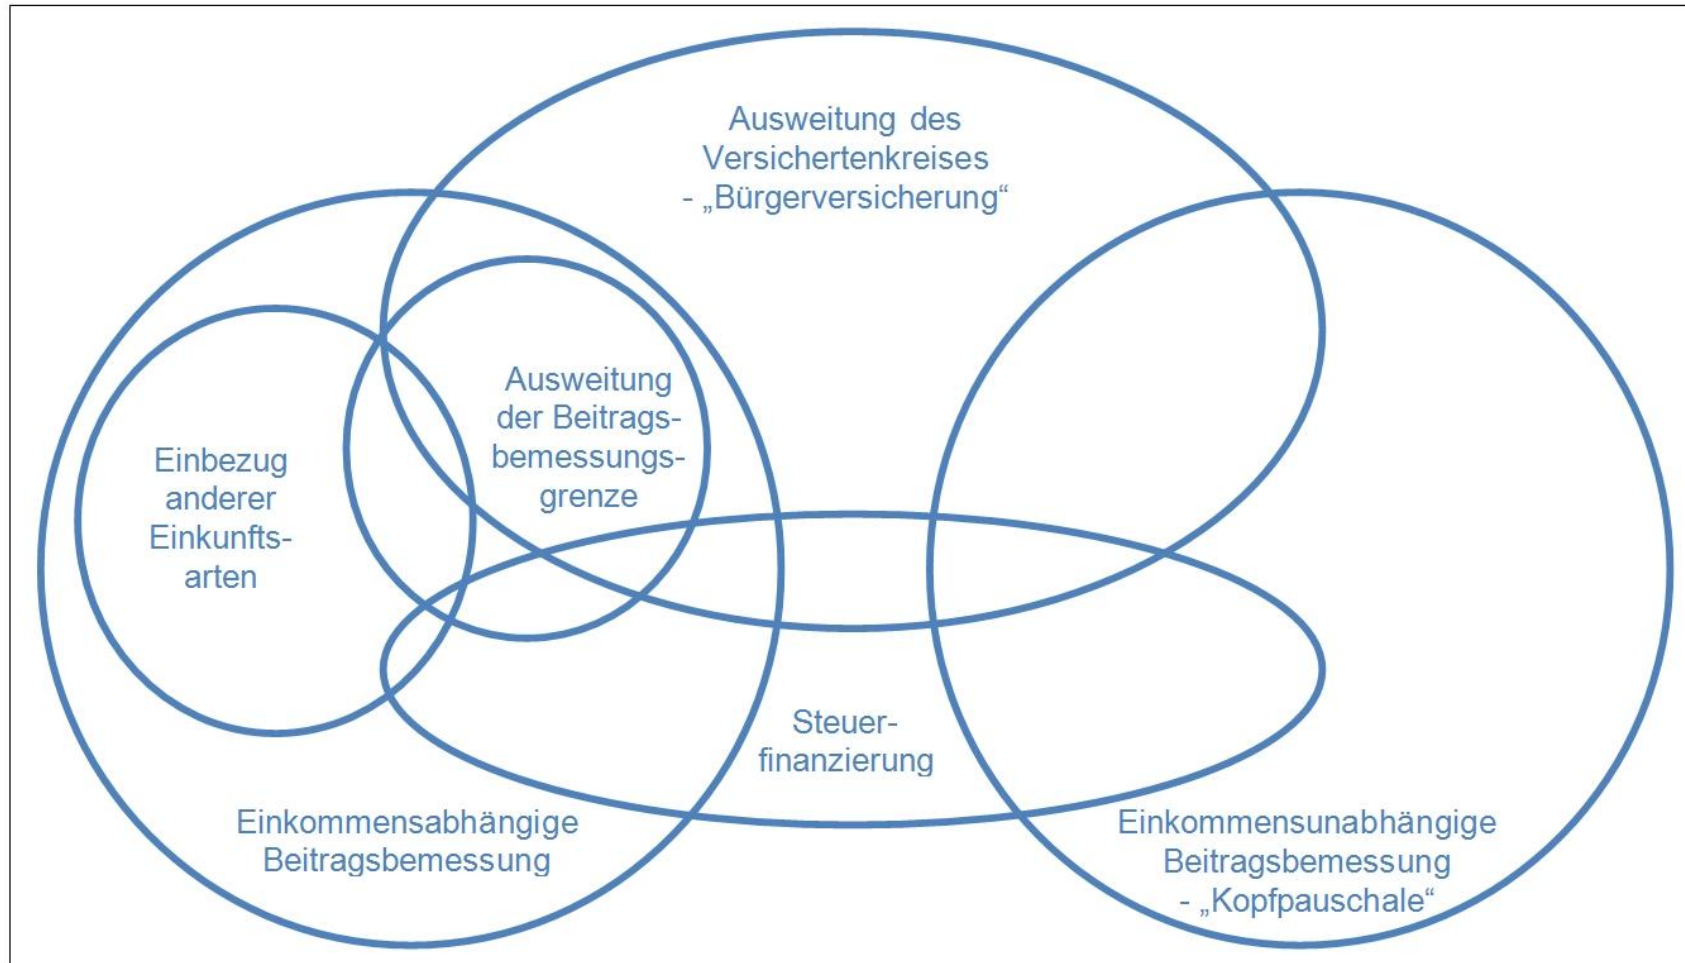 Ausweitung des
Versichertenkreises
- „Bürgerversicherung“
Ausweitung
der Beitrags-
bemessungs-
grenze
Einbezug
anderer
Einkunfts-
arten
Steuer-
finanzierung
Einkommensabhängige
Beitragsbemessung
Einkommensunabhängige
Beitragsbemessung
- „Kopfpauschale“